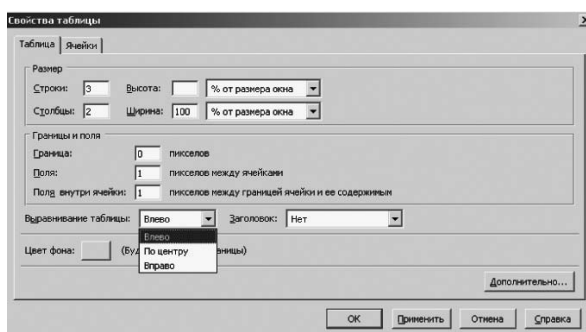 Свойства таблицы
Таблица Ячейки
Размер
Строки: 3 Высота: % от размера окна
Столбцы: 2 Ширина: 100 % от размера окна
Границы и поля
Граница: 0 пикселов
Поля: 1 пикселов между ячейками
Поля внутри ячейки: 1 пикселов между границей ячейки и ее содержимым
Выравнивание таблицы: Влево Заголовок: Нет
Влево
Цвет фона: (Буд По центру аницы)
Вправо
Дополнительно...
OK Применить Отмена Справка